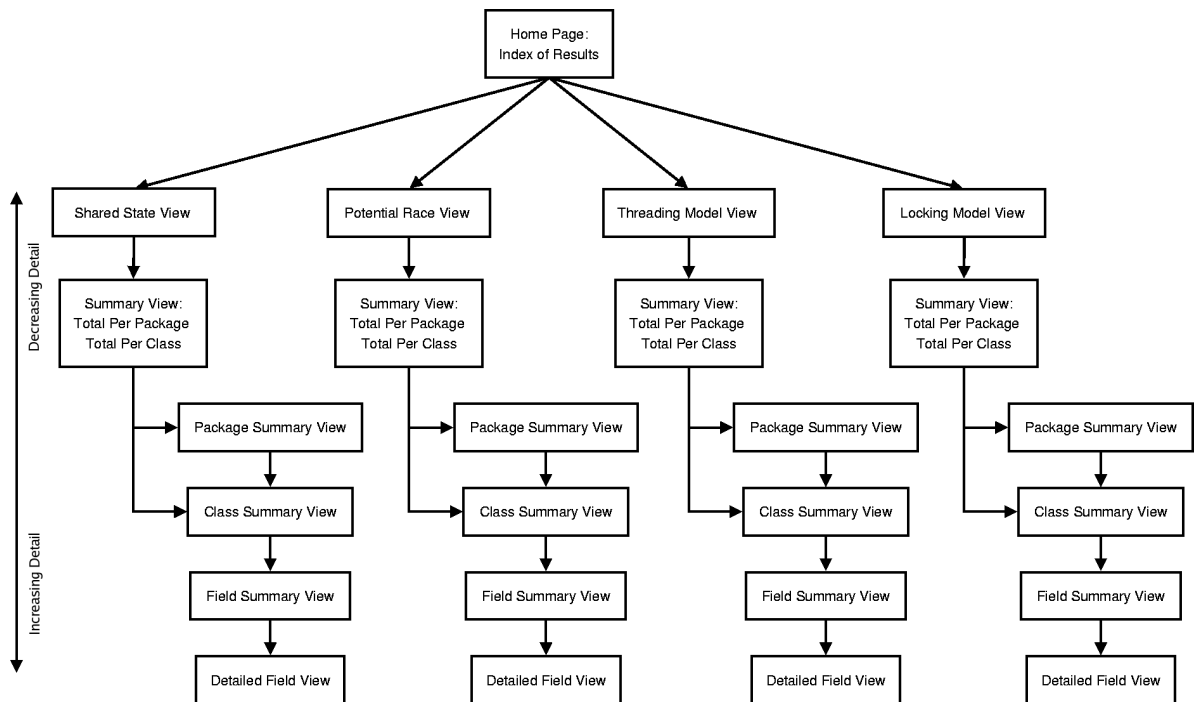 Home Page:
Index of Results
Shared State View
Potential Race View
Threading Model View
Locking Model View
Decreasing Detail
Summary View:
Total Per Package
Total Per Class
Summary View:
Total Per Package
Total Per Class
Summary View:
Total Per Package
Total Per Class
Summary View:
Total Per Package
Total Per Class
Package Summary View
Package Summary View
Package Summary View
Package Summary View
Class Summary View
Class Summary View
Class Summary View
Class Summary View
Increasing Detail
Field Summary View
Field Summary View
Field Summary View
Field Summary View
Detailed Field View
Detailed Field View
Detailed Field View
Detailed Field View